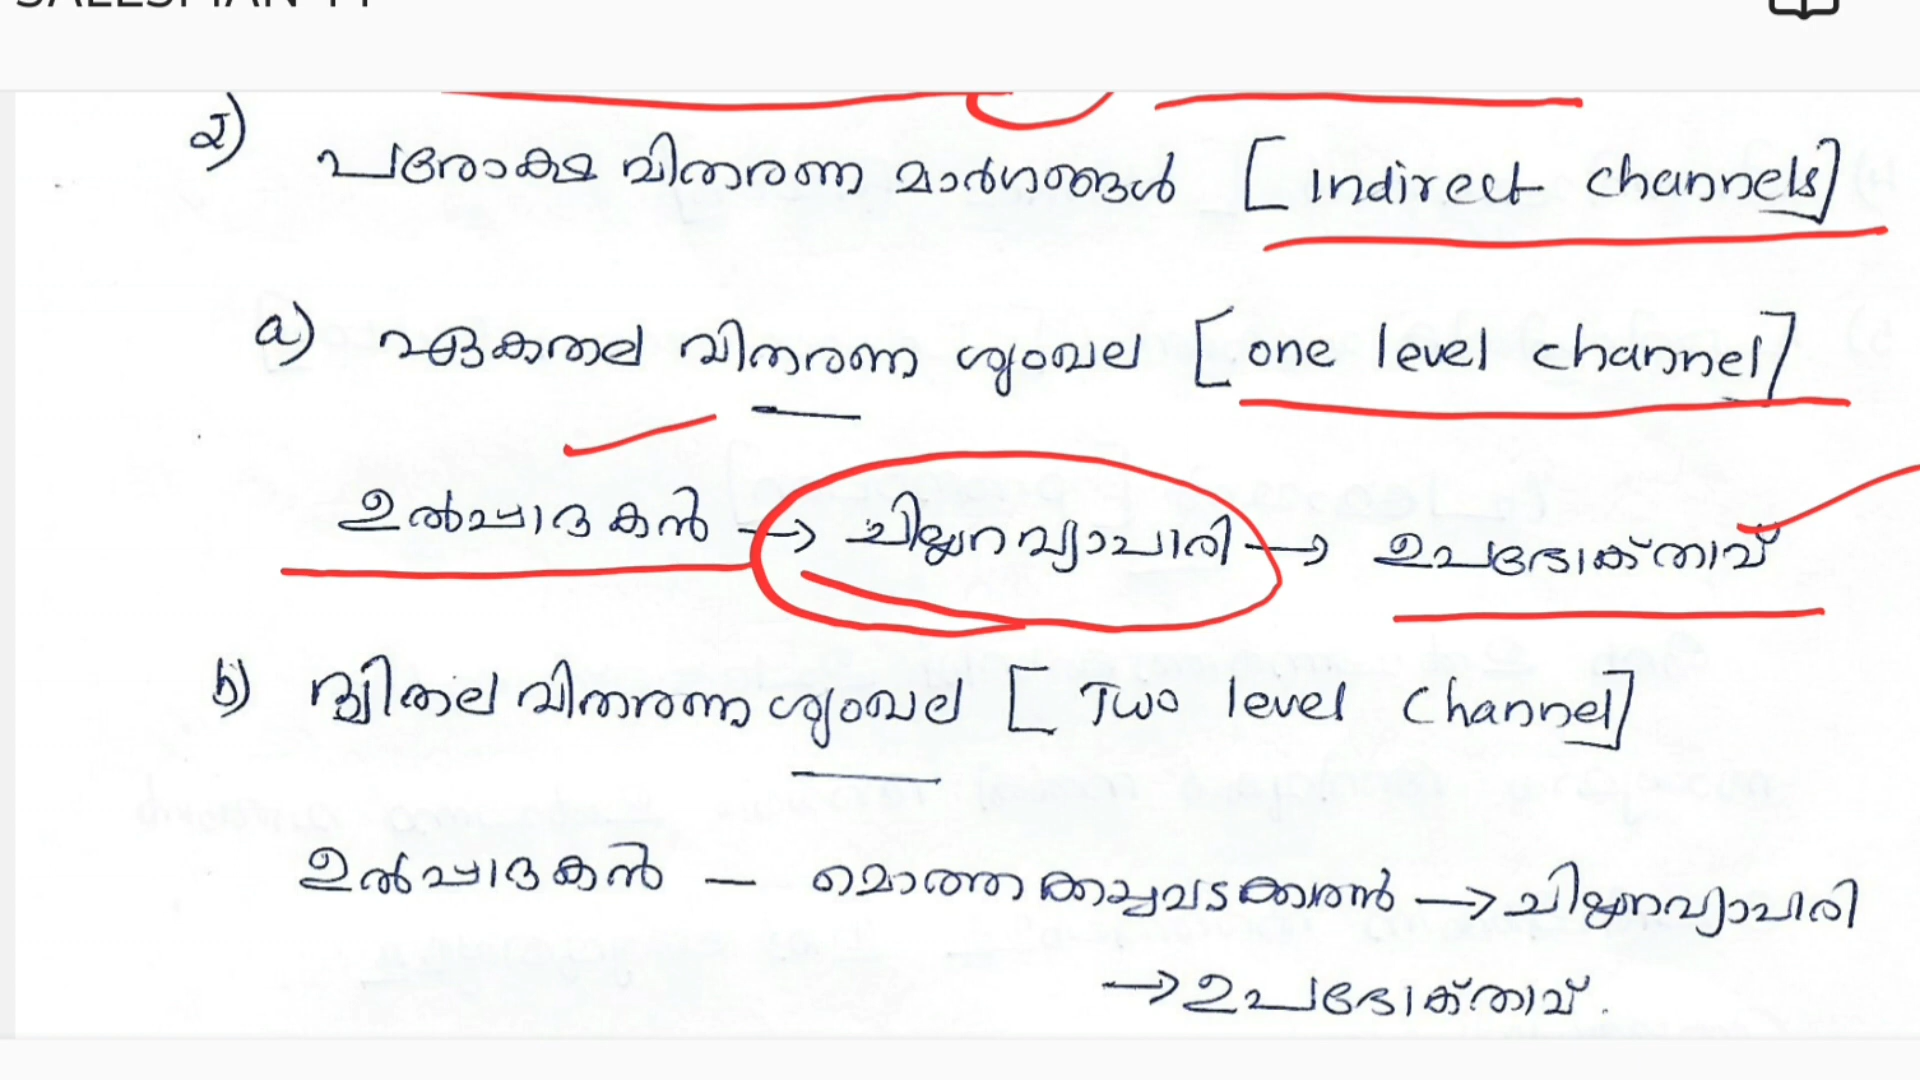 2)
പരോക്ഷ വിതരണ മാർഗങ്ങൾ [Indirect channels]
a) ഏകതല വിതരണ ശൃംഖല [one level channel]
ഉൽപ്പാദകൻ → ചില്ലറവ്യാപാരി → ഉപഭോക്താവ്
b) ദ്വിതല വിതരണ ശൃംഖല [Two level Channel]
ഉൽപ്പാദകൻ – മൊത്തക്കച്ചവടക്കാരൻ → ചില്ലറവ്യാപാരി
→ ഉപഭോക്താവ്.